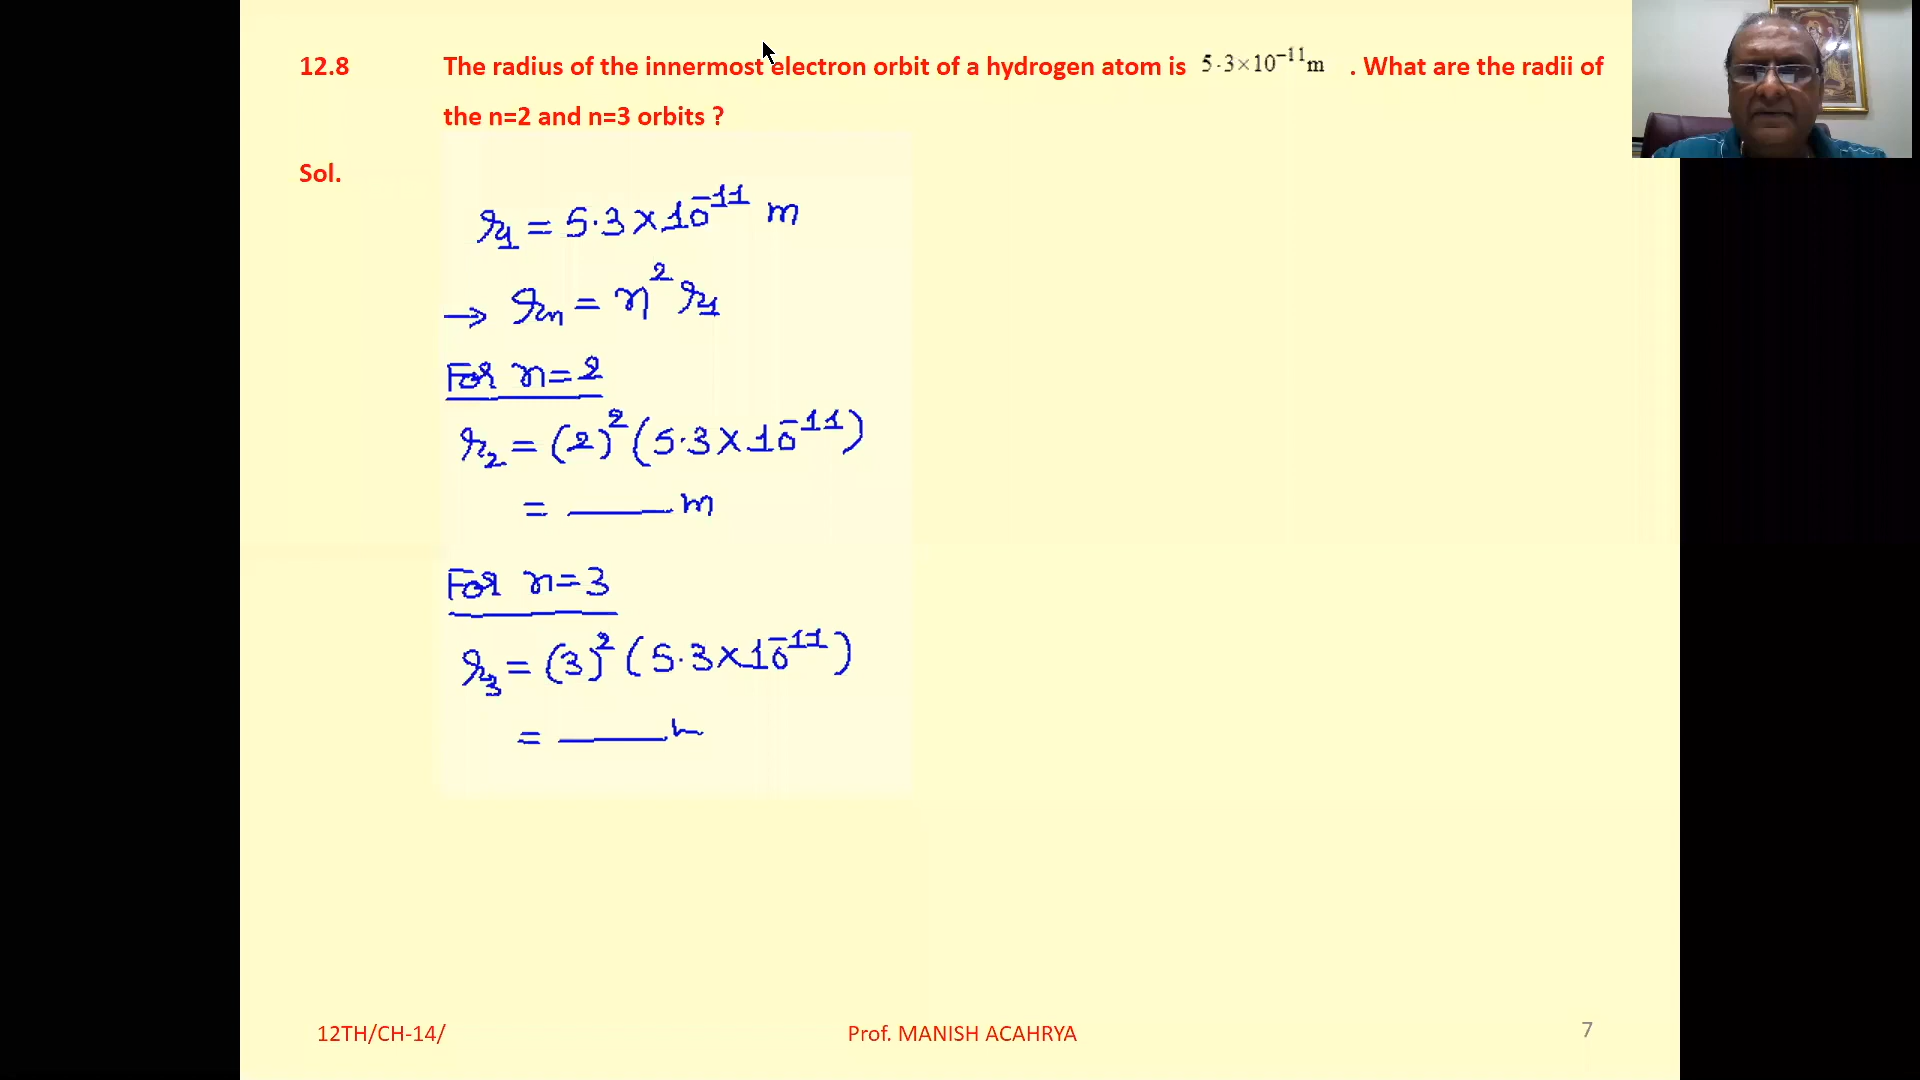 12.8 The radius of the innermost electron orbit of a hydrogen atom is 5·3×10⁻¹¹m . What are the radii of
the n=2 and n=3 orbits ?
Sol.
r₁ = 5·3×10⁻¹¹ m
→ rₙ = n² r₁
For n=2
r₂ = (2)² (5·3×10⁻¹¹)
= ____ m
For n=3
r₃ = (3)² (5·3×10⁻¹¹)
= ____ m
12TH/CH-14/ Prof. MANISH ACAHRYA 7